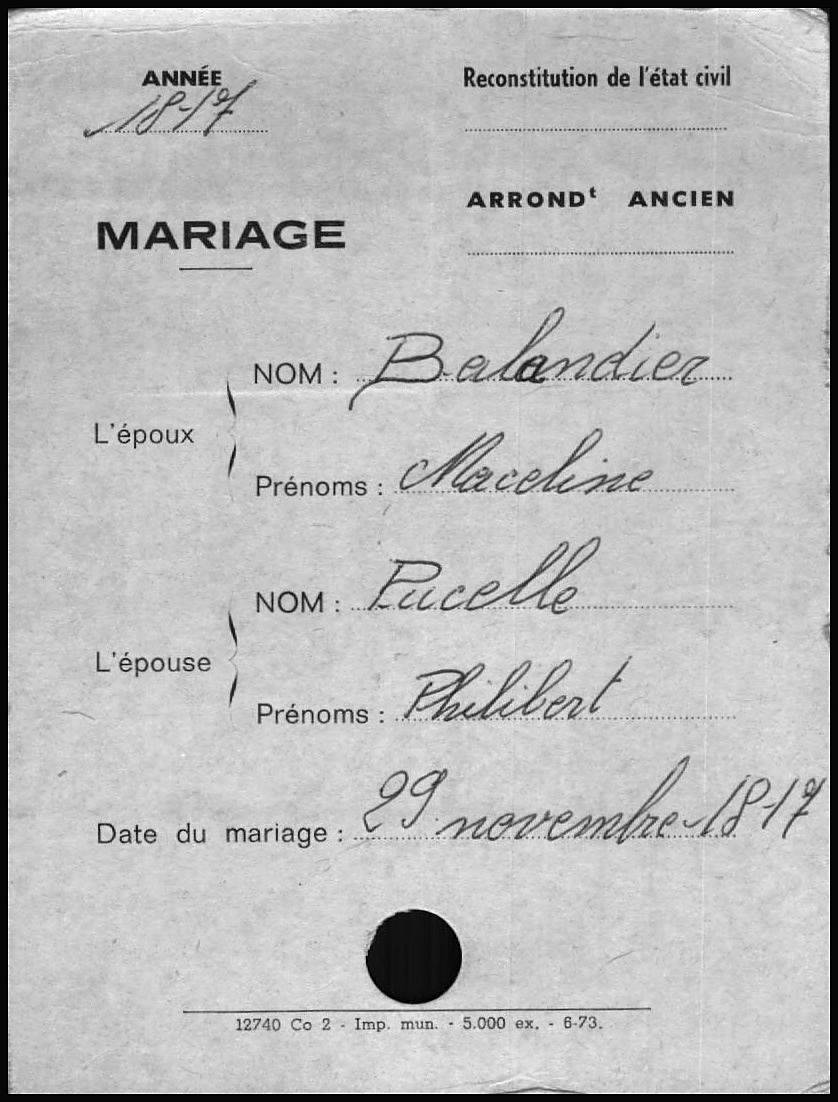 ANNÉE
1817
Reconstitution de l'état civil
ARRONDt ANCIEN
MARIAGE
L'époux
NOM : Balandier
Prénoms : Maceline
L'épouse
NOM : Pucelle
Prénoms : Philibert
Date du mariage : 29 novembre 1817
12740 Co 2 - Imp. mun. - 5.000 ex. - 6-73.